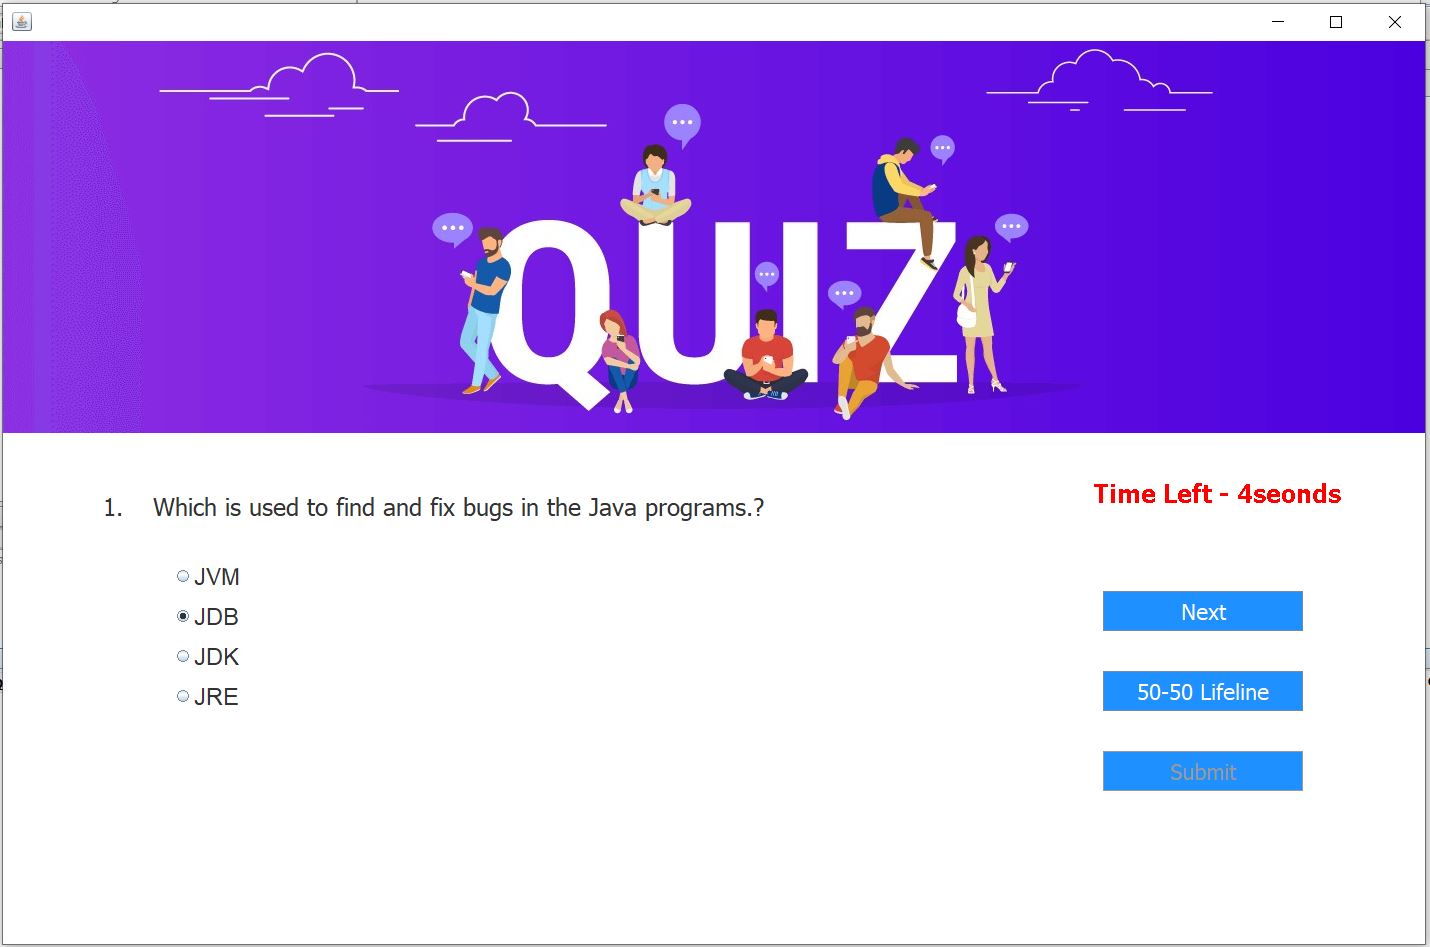 QUIZ
1. Which is used to find and fix bugs in the Java programs.?
Time Left - 4seonds
JVM
JDB
JDK
JRE
Next
50-50 Lifeline
Submit